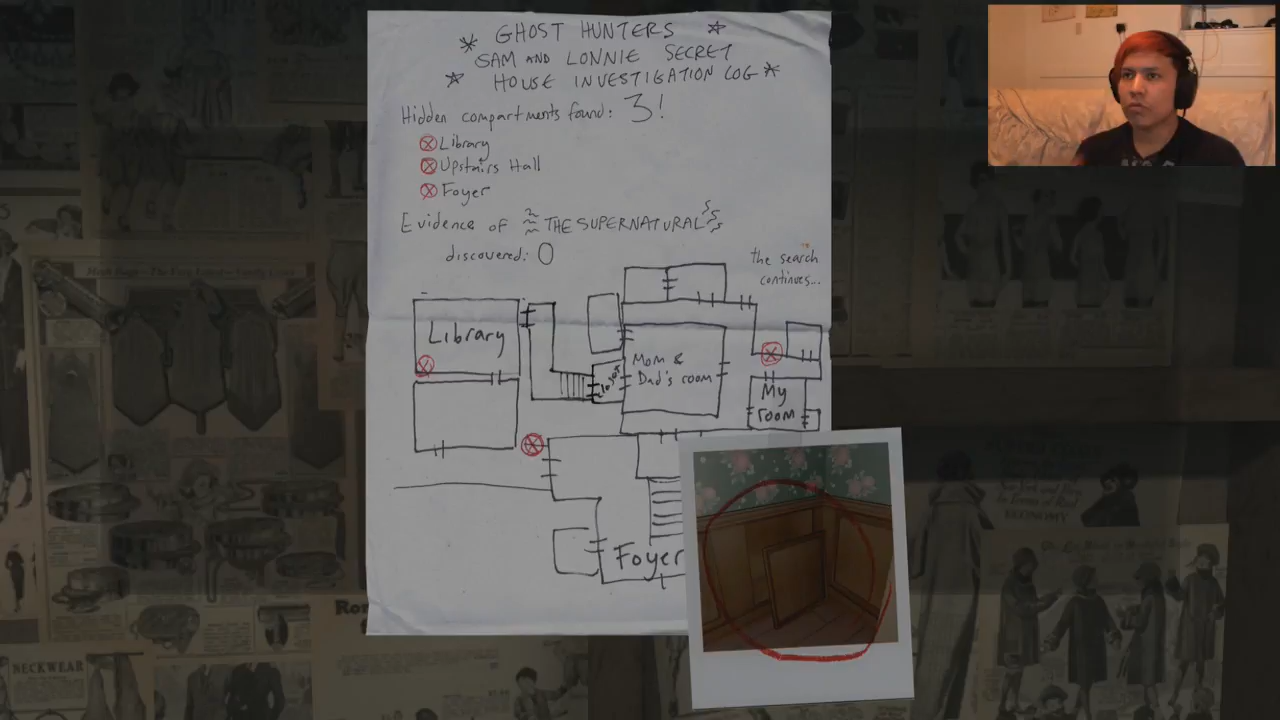 GHOST HUNTERS
SAM AND LONNIE SECRET
HOUSE INVESTIGATION LOG
Hidden compartments found: 3!
Library
Upstairs Hall
Foyer
Evidence of THE SUPERNATURAL
discovered: 0
the search
continues...
Library
Mom &
Dad's room
My
room
Foyer
ECONOMY
NECKWEAR